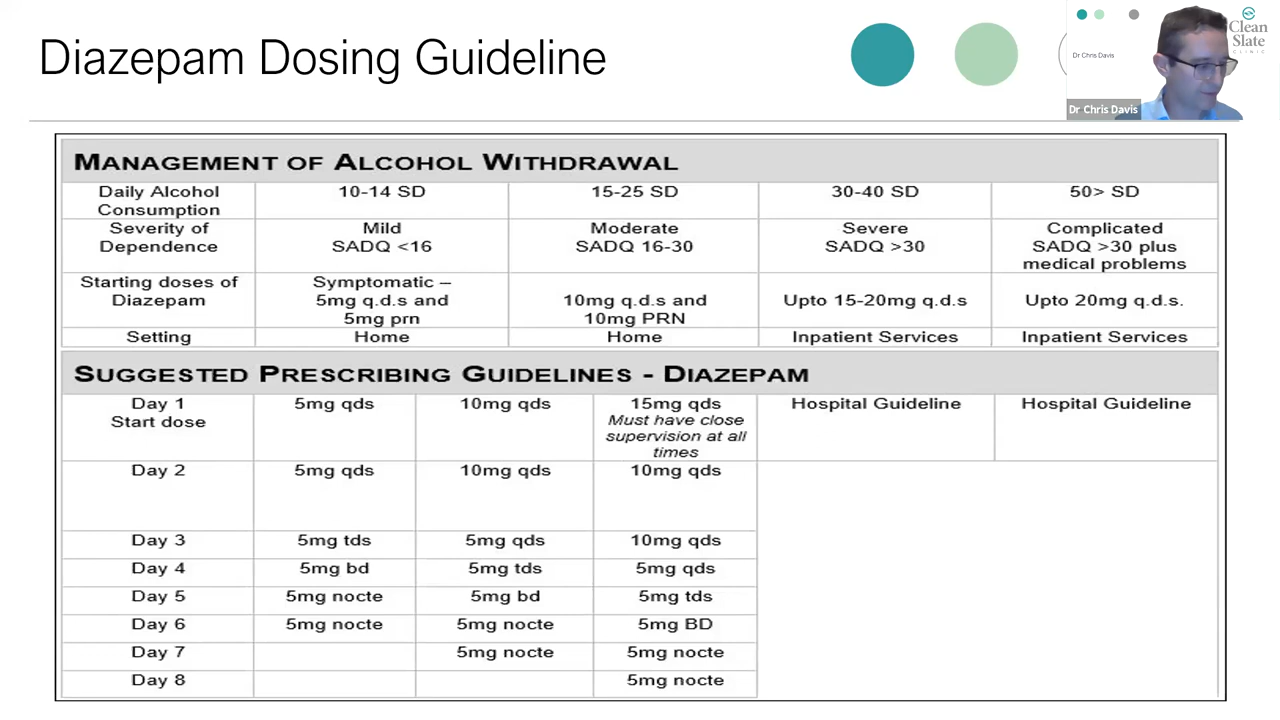 Diazepam Dosing Guideline
Dr Chris Davis
Clean
Slate
CLINIC
Dr Chris Davis
MANAGEMENT OF ALCOHOL WITHDRAWAL
Daily Alcohol
Consumption
10-14 SD
15-25 SD
30-40 SD
50> SD
Severity of
Dependence
Mild
SADQ <16
Moderate
SADQ 16-30
Severe
SADQ >30
Complicated
SADQ >30 plus
medical problems
Starting doses of
Diazepam
Symptomatic –
5mg q.d.s and
5mg prn
10mg q.d.s and
10mg PRN
Upto 15-20mg q.d.s
Upto 20mg q.d.s.
Setting
Home
Home
Inpatient Services
Inpatient Services
SUGGESTED PRESCRIBING GUIDELINES - DIAZEPAM
Day 1
Start dose
5mg qds
10mg qds
15mg qds
Must have close
supervision at all
times
Hospital Guideline
Hospital Guideline
Day 2
5mg qds
10mg qds
10mg qds
Day 3
5mg tds
5mg qds
10mg qds
Day 4
5mg bd
5mg tds
5mg qds
Day 5
5mg nocte
5mg bd
5mg tds
Day 6
5mg nocte
5mg nocte
5mg BD
Day 7
5mg nocte
5mg nocte
Day 8
5mg nocte